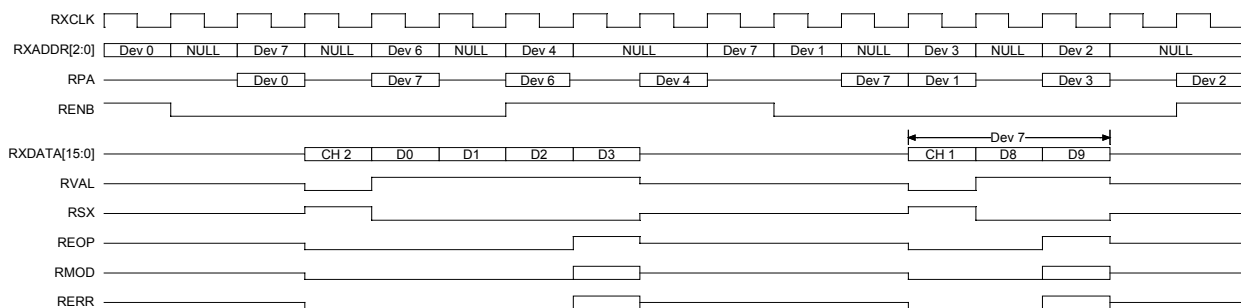 RXCLK
RXADDR[2:0] Dev 0 NULL Dev 7 NULL Dev 6 NULL Dev 4 NULL Dev 7 Dev 1 NULL Dev 3 NULL Dev 2 NULL
RPA Dev 0 Dev 7 Dev 6 Dev 4 Dev 7 Dev 1 Dev 3 Dev 2
RENB
Dev 7
RXDATA[15:0] CH 2 D0 D1 D2 D3 CH 1 D8 D9
RVAL
RSX
REOP
RMOD
RERR